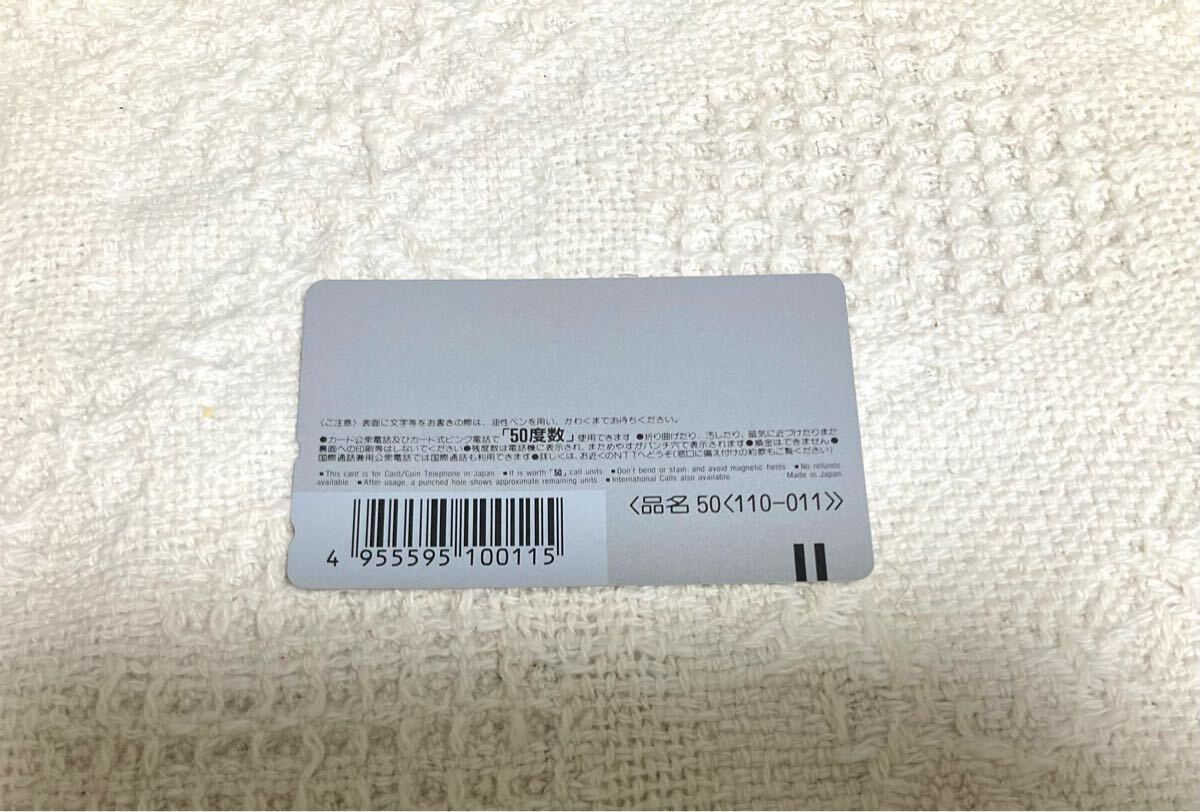 〈ご注意〉表面に文字等をお書きの際は、油性ペンを用い、かわくまでお待ちください。
●カード公衆電話及びカード式ピンク電話で「50度数」使用できます ●折り曲げたり、汚したり、磁気に近づけたりまた
裏面への印刷等はしないでください●残度数は電話機に表示され、まためやすがパンチ穴で表示されます●換金はできません●
国際通話兼用公衆電話では国際通話も利用できます●詳しくは、お近くのNTTへどうぞ(窓口に備え付けの約款もご覧ください)
■This card is for Card/Coin Telephone in Japan. ■It is worth「50」call units ■Don't bend or stain. and avoid magnetic fields ■No refunds
available. ■After usage, a punched hole shows approximate remaining units. ■International Calls also available. Made in Japan
〈品名 50〈110-011〉〉
4 955595 100115